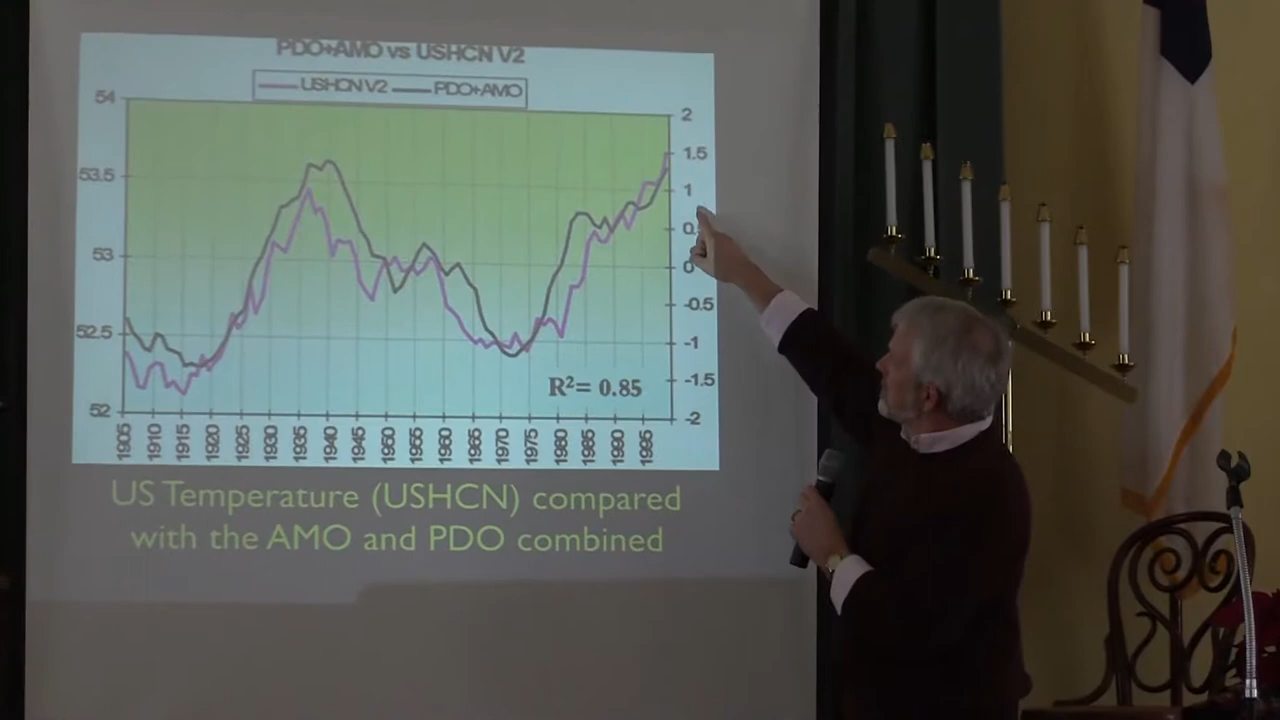 PDO+AMO vs USHCN V2
USHCN V2 PDO+AMO
54
53.5
53
52.5
52
2
1.5
1
0
-0.5
-1
-1.5
-2
R²= 0.85
1905 1910 1915 1920 1925 1930 1935 1940 1945 1950 1955 1960 1965 1970 1975 1980 1985 1990 1995
US Temperature (USHCN) compared
with the AMO and PDO combined